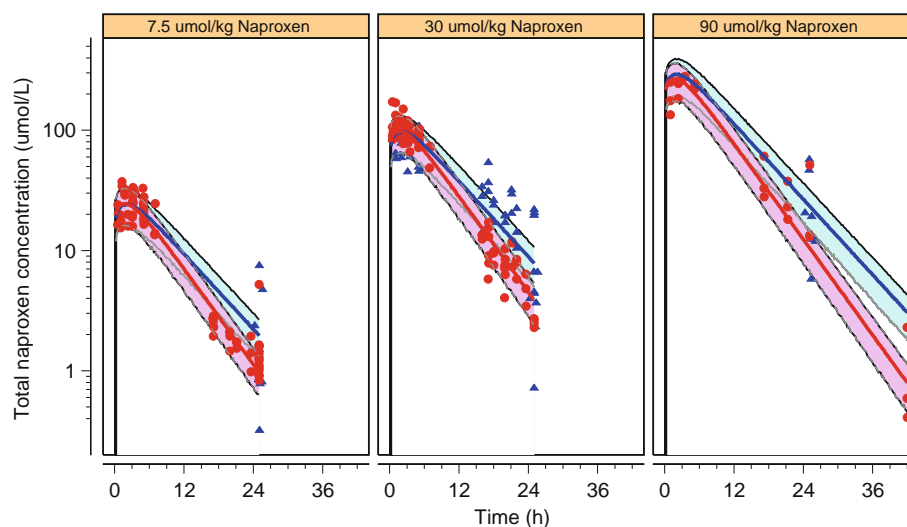 7.5 umol/kg Naproxen
30 umol/kg Naproxen
90 umol/kg Naproxen
Total naproxen concentration (umol/L)
100
10
1
0 12 24 36
0 12 24 36
0 12 24 36
Time (h)